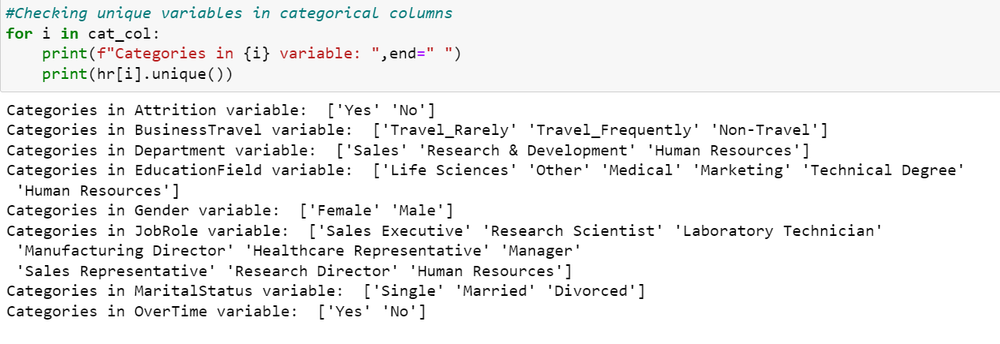 #Checking unique variables in categorical columns
for i in cat_col:
    print(f"Categories in {i} variable: ",end=" ")
    print(hr[i].unique())
Categories in Attrition variable:  ['Yes' 'No']
Categories in BusinessTravel variable:  ['Travel_Rarely' 'Travel_Frequently' 'Non-Travel']
Categories in Department variable:  ['Sales' 'Research & Development' 'Human Resources']
Categories in EducationField variable:  ['Life Sciences' 'Other' 'Medical' 'Marketing' 'Technical Degree'
 'Human Resources']
Categories in Gender variable:  ['Female' 'Male']
Categories in JobRole variable:  ['Sales Executive' 'Research Scientist' 'Laboratory Technician'
 'Manufacturing Director' 'Healthcare Representative' 'Manager'
 'Sales Representative' 'Research Director' 'Human Resources']
Categories in MaritalStatus variable:  ['Single' 'Married' 'Divorced']
Categories in OverTime variable:  ['Yes' 'No']